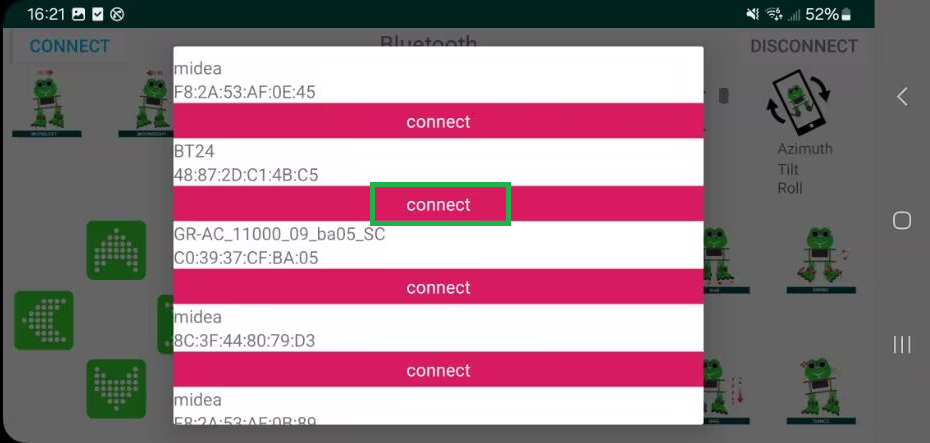 16:21
52%
CONNECT
Bluetooth
DISCONNECT
midea
F8:2A:53:AF:0E:45
connect
BT24
48:87:2D:C1:4B:C5
connect
GR-AC_11000_09_ba05_SC
C0:39:37:CF:BA:05
connect
midea
8C:3F:44:80:79:D3
connect
midea
F8:2A:53:AF:0B:89
Azimuth
Tilt
Roll